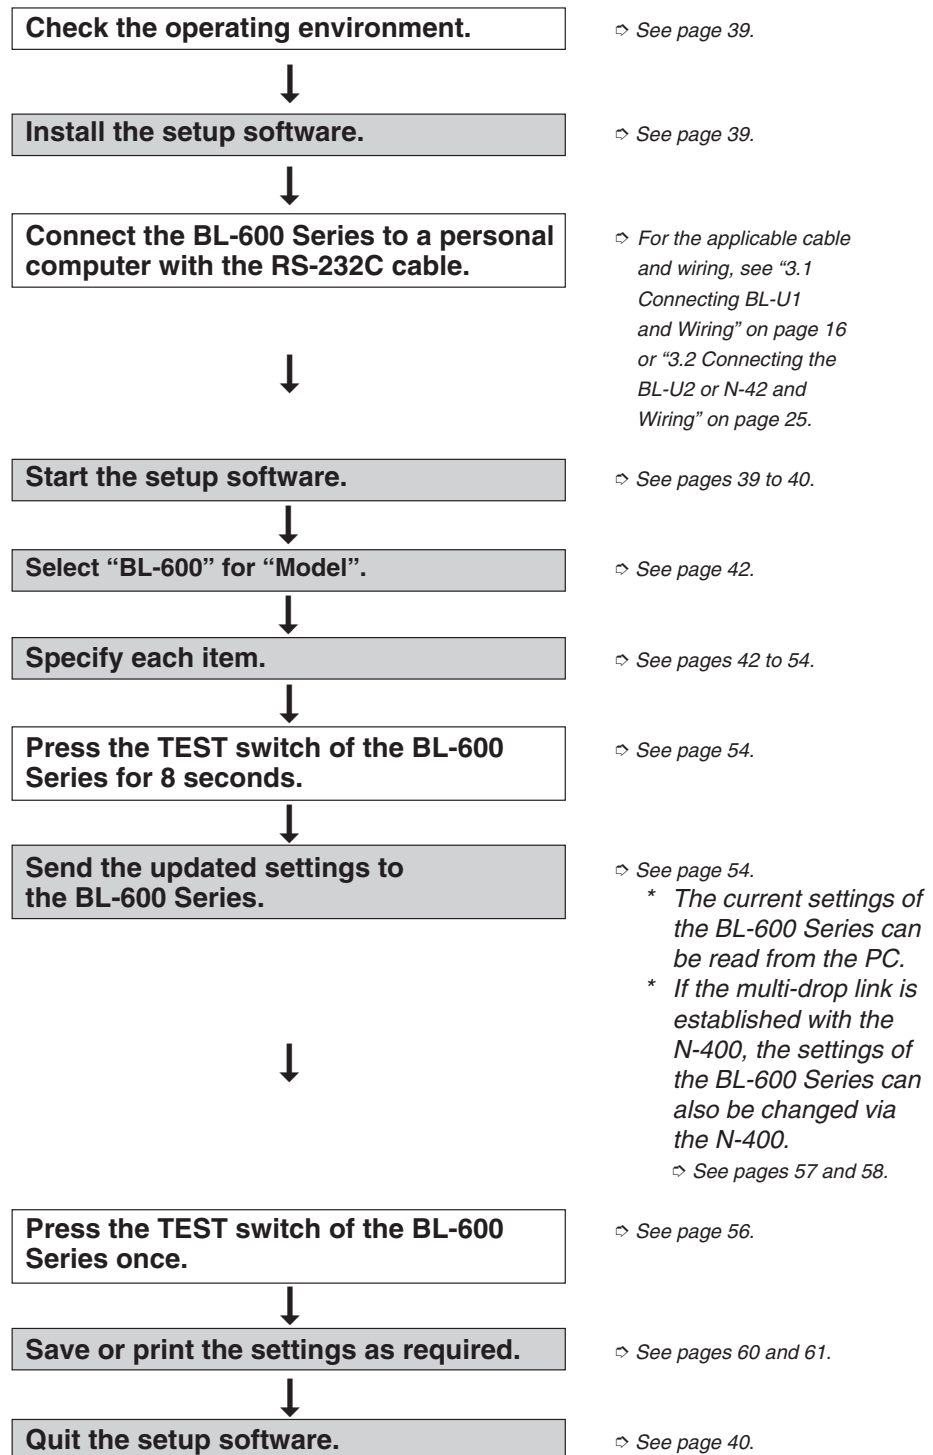 Check the operating environment.
➩ See page 39.
Install the setup software.
➩ See page 39.
Connect the BL-600 Series to a personal
computer with the RS-232C cable.
➩ For the applicable cable
and wiring, see “3.1
Connecting BL-U1
and Wiring” on page 16
or “3.2 Connecting the
BL-U2 or N-42 and
Wiring” on page 25.
Start the setup software.
➩ See pages 39 to 40.
Select “BL-600” for “Model”.
➩ See page 42.
Specify each item.
➩ See pages 42 to 54.
Press the TEST switch of the BL-600
Series for 8 seconds.
➩ See page 54.
Send the updated settings to
the BL-600 Series.
➩ See page 54.
* The current settings of
the BL-600 Series can
be read from the PC.
* If the multi-drop link is
established with the
N-400, the settings of
the BL-600 Series can
also be changed via
the N-400.
➩ See pages 57 and 58.
Press the TEST switch of the BL-600
Series once.
➩ See page 56.
Save or print the settings as required.
➩ See pages 60 and 61.
Quit the setup software.
➩ See page 40.